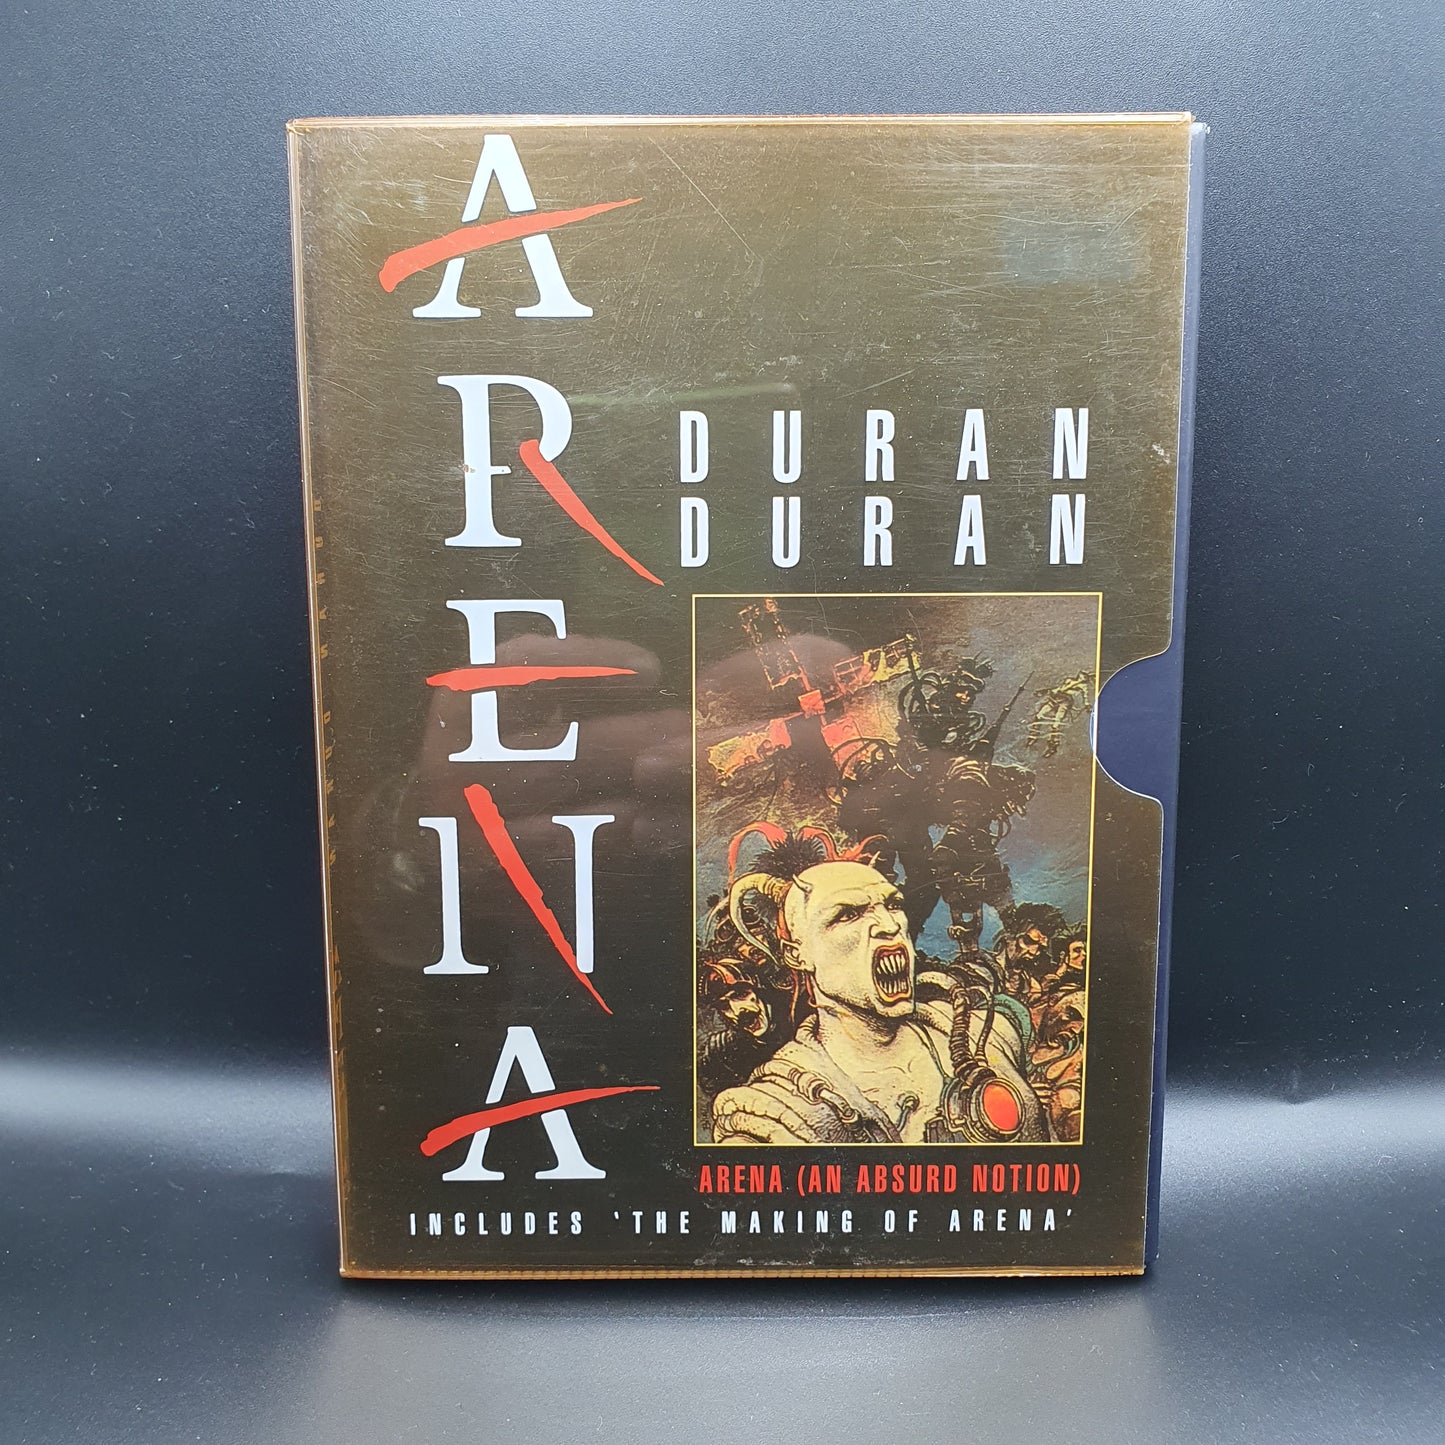 ARENA
DURAN
DURAN
ARENA (AN ABSURD NOTION)
INCLUDES 'THE MAKING OF ARENA'